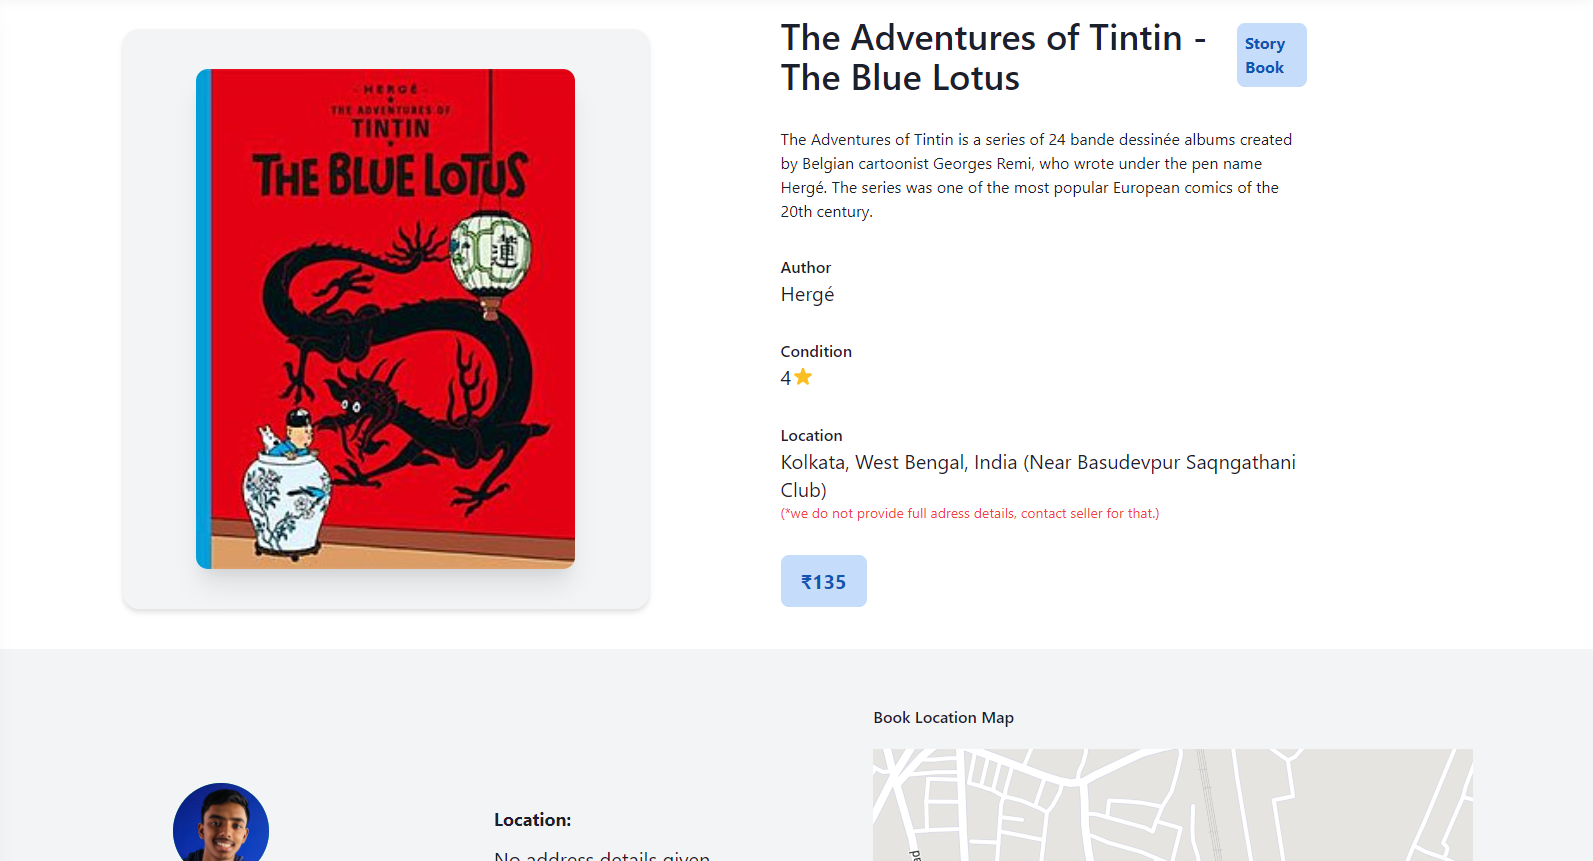 HERGÉ
THE ADVENTURES OF
TINTIN
THE BLUE LOTUS
蓮
The Adventures of Tintin -
The Blue Lotus
Story
Book
The Adventures of Tintin is a series of 24 bande dessinée albums created
by Belgian cartoonist Georges Remi, who wrote under the pen name
Hergé. The series was one of the most popular European comics of the
20th century.
Author
Hergé
Condition
4
Location
Kolkata, West Bengal, India (Near Basudevpur Saqngathani
Club)
(*we do not provide full adress details, contact seller for that.)
₹135
Location:
No address details given
Book Location Map